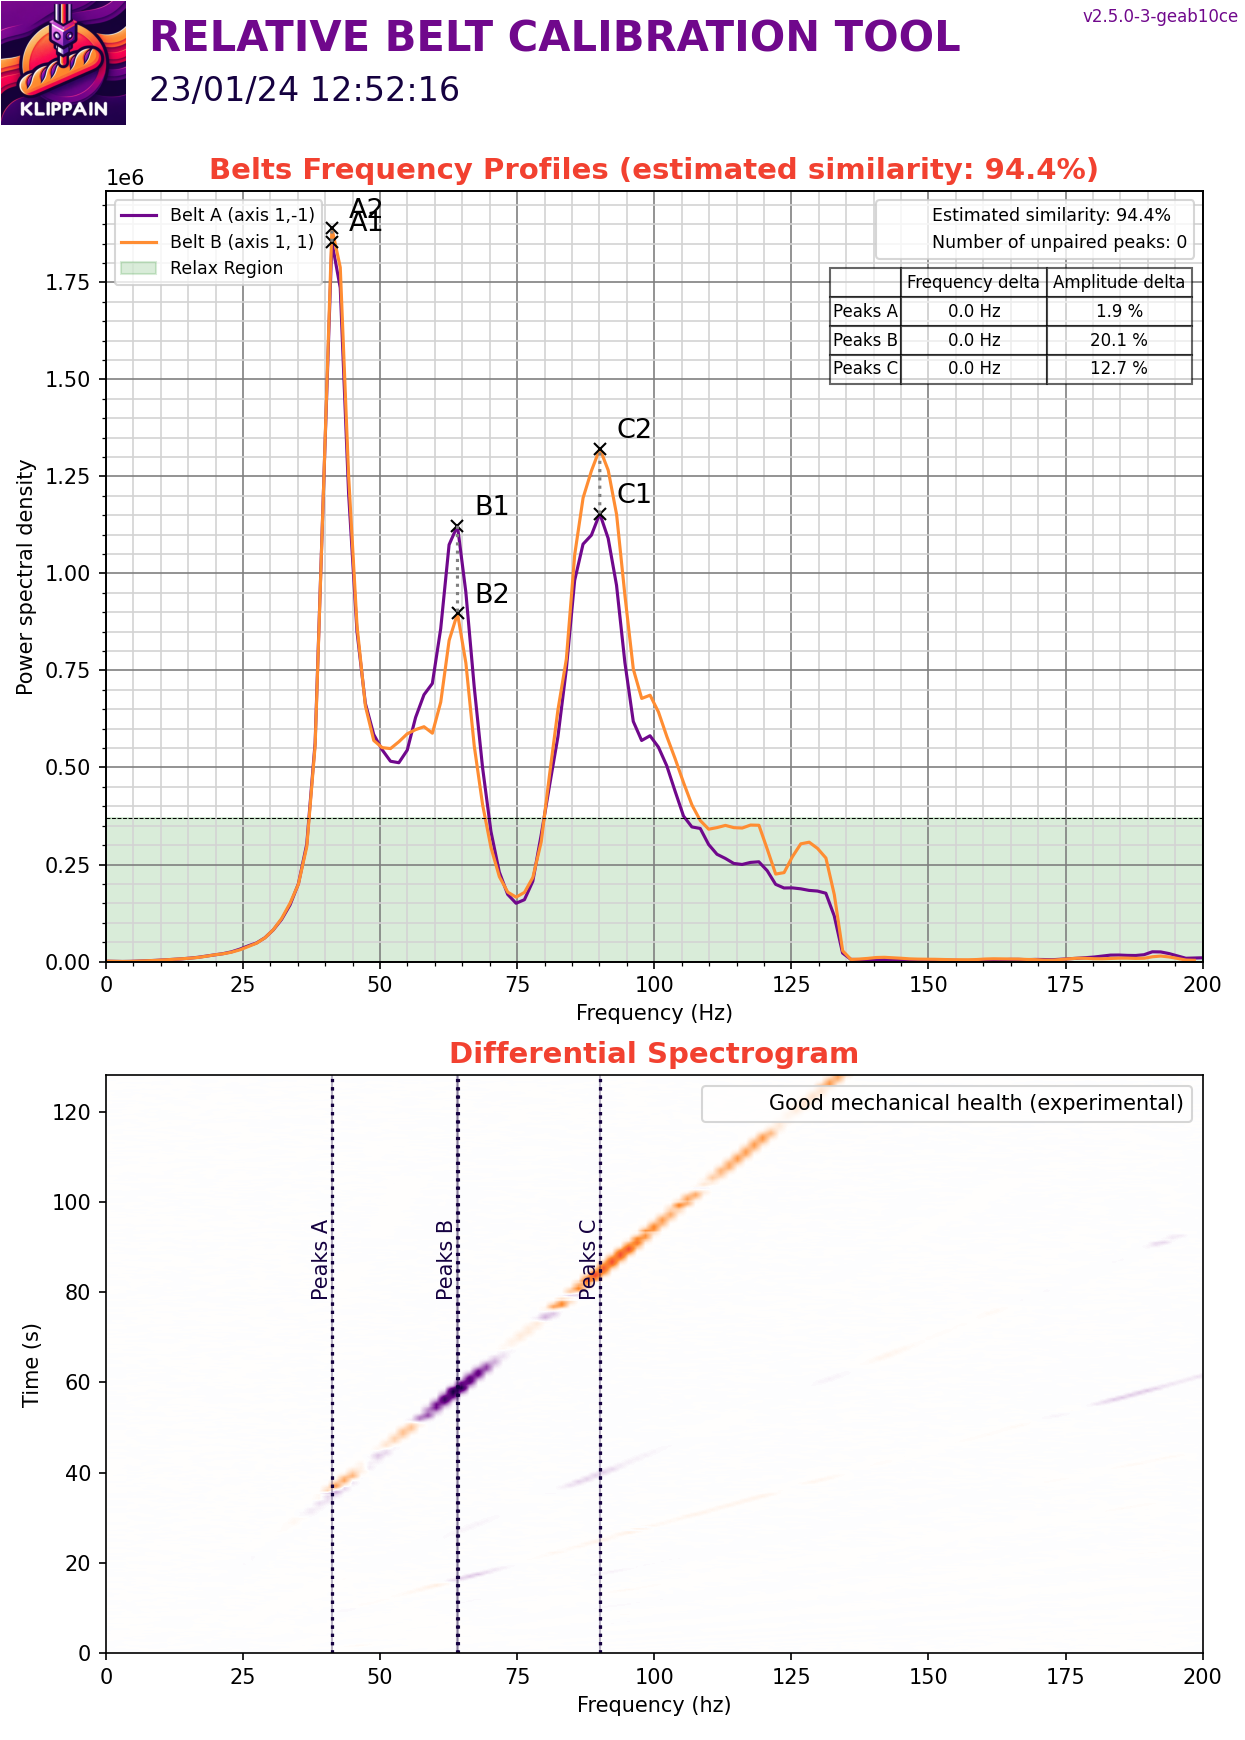 v2.5.0-3-geab10ce
RELATIVE BELT CALIBRATION TOOL
23/01/24 12:52:16
KLIPPAIN
Belts Frequency Profiles (estimated similarity: 94.4%)
1e6
Belt A (axis 1,-1)
Belt B (axis 1, 1)
Relax Region
A2
A1
Estimated similarity: 94.4%
Number of unpaired peaks: 0
Frequency delta Amplitude delta
Peaks A 0.0 Hz 1.9 %
Peaks B 0.0 Hz 20.1 %
Peaks C 0.0 Hz 12.7 %
C2
C1
B1
B2
1.75
1.50
1.25
1.00
0.75
0.50
0.25
0.00
Power spectral density
0 25 50 75 100 125 150 175 200
Frequency (Hz)
Differential Spectrogram
Good mechanical health (experimental)
Peaks A
Peaks B
Peaks C
120
100
80
60
40
20
0
Time (s)
0 25 50 75 100 125 150 175 200
Frequency (hz)